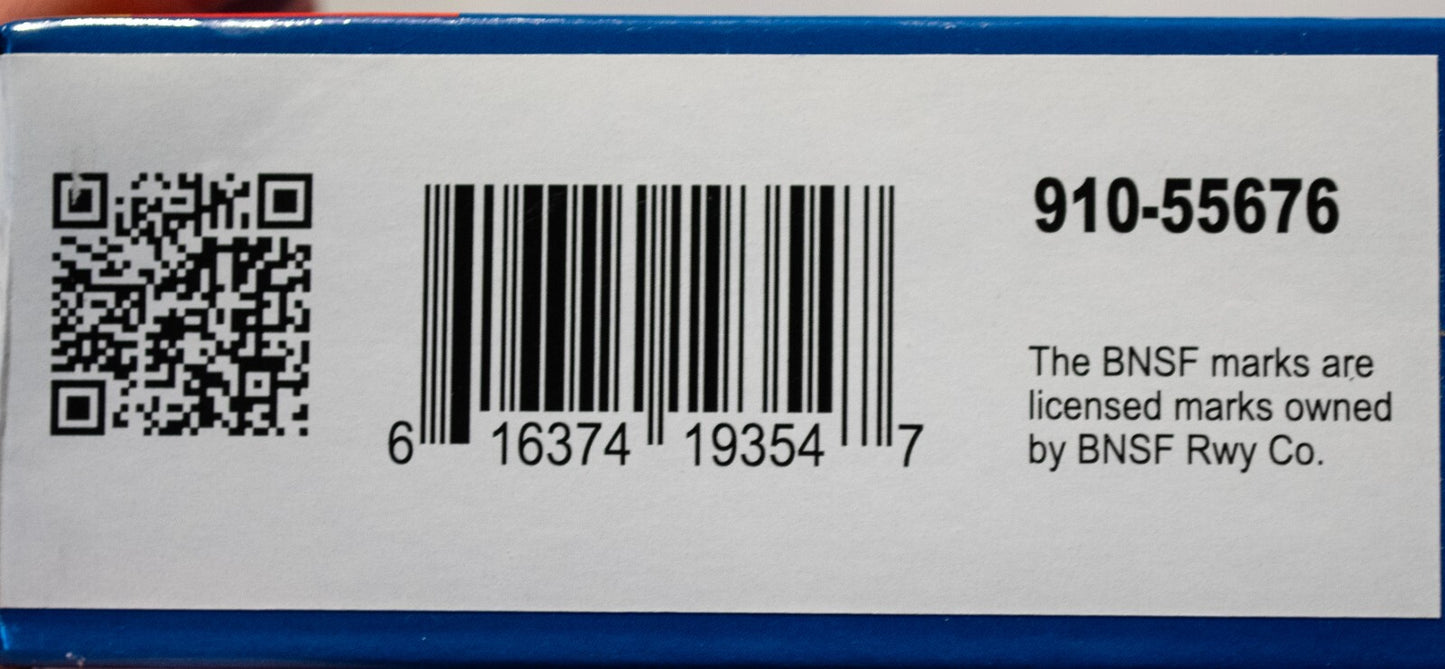 910-55676
The BNSF marks are
licensed marks owned
by BNSF Rwy Co.
6 16374 19354 7